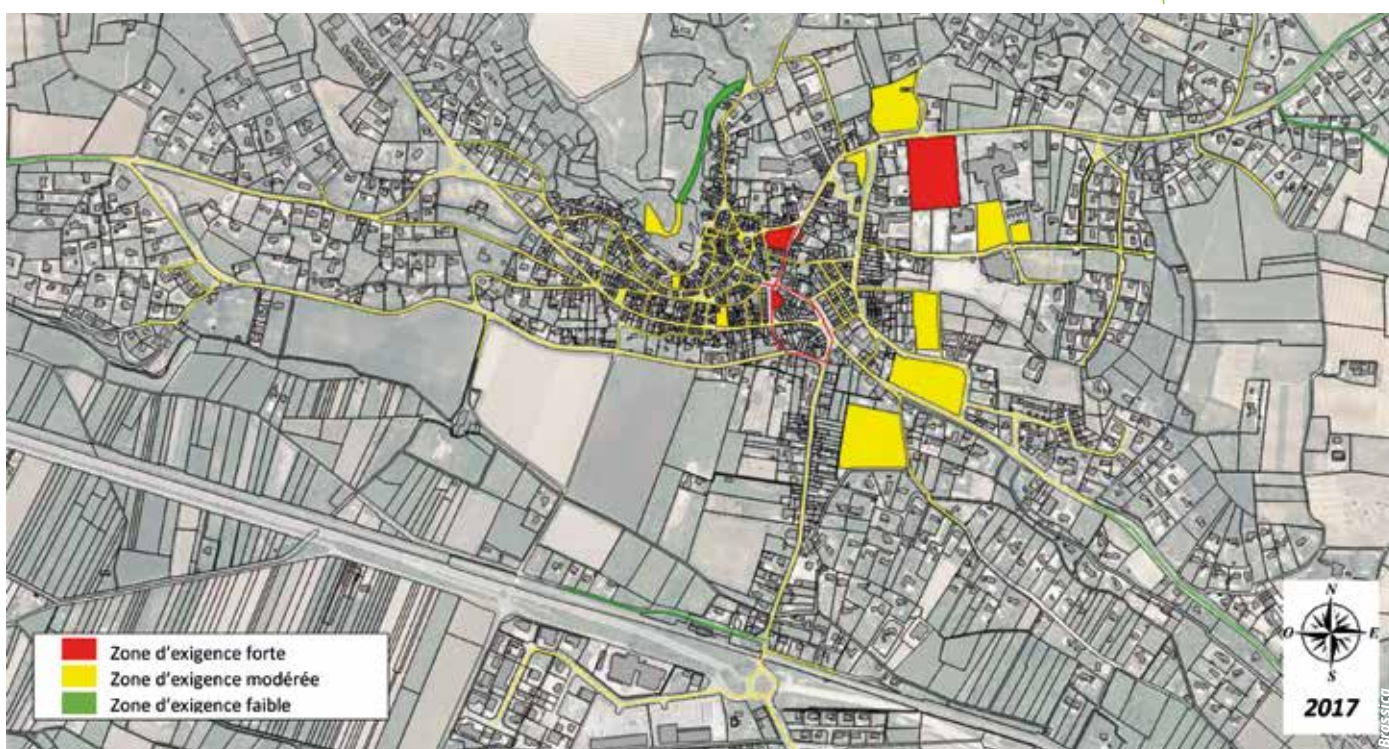 Zone d'exigence forte
Zone d'exigence modérée
Zone d'exigence faible
N
O
E
S
2017
Brassica